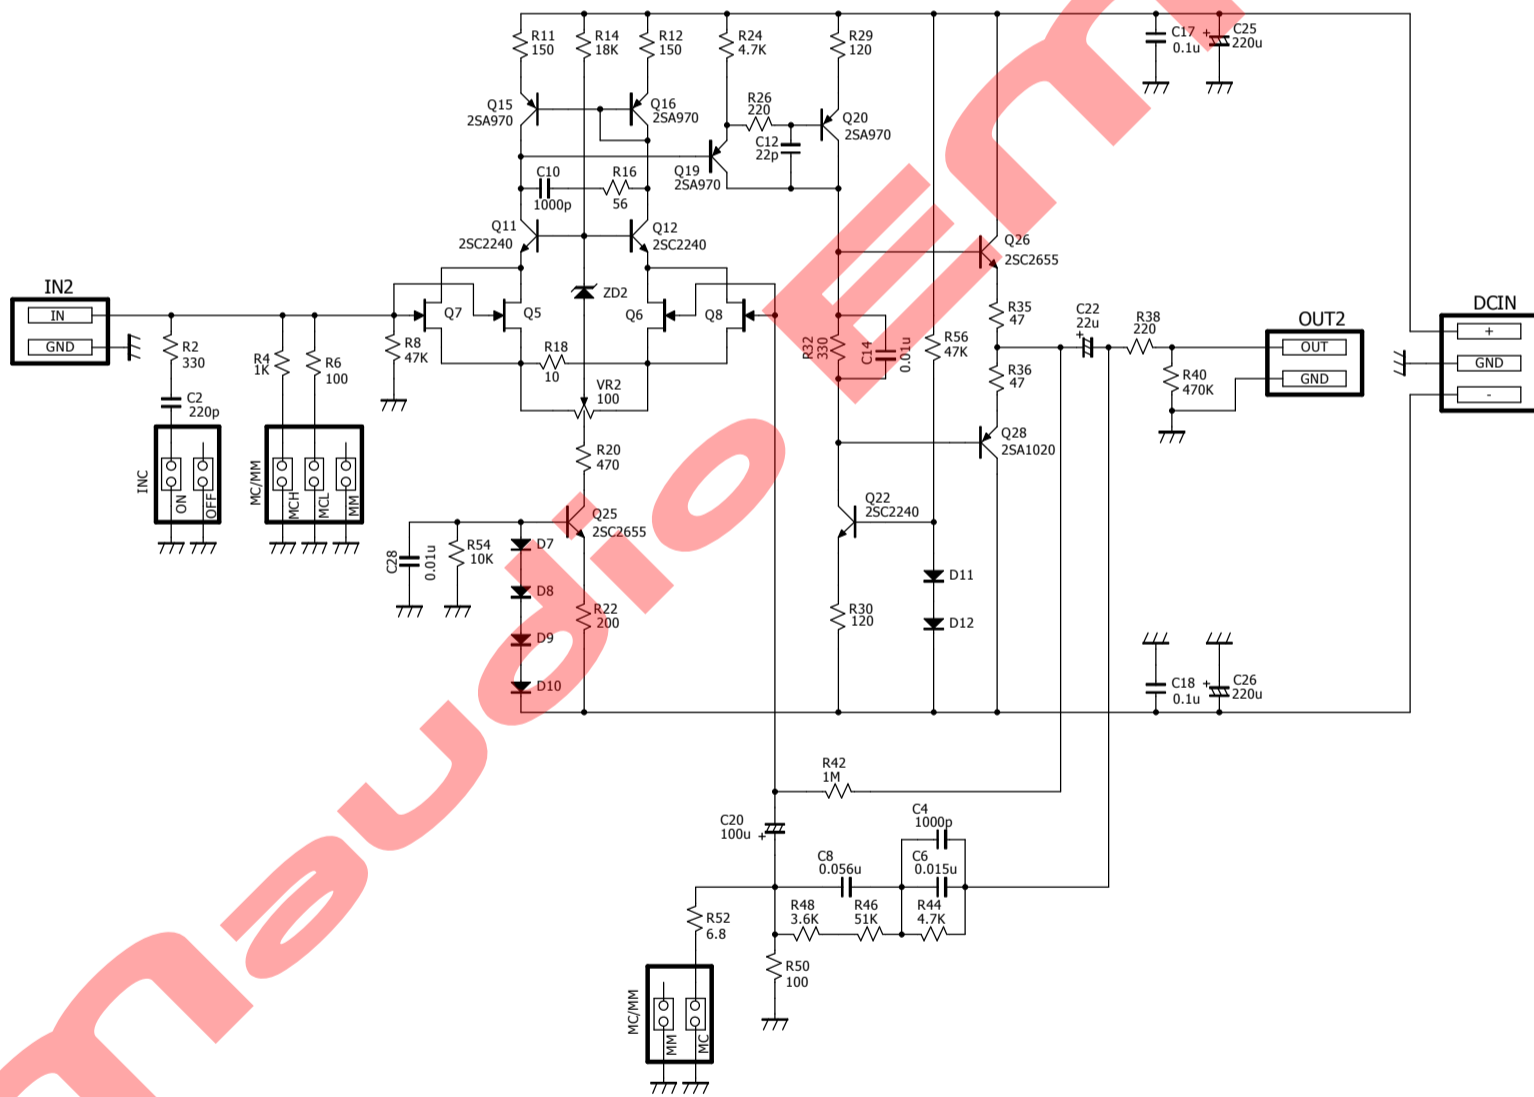 R11
150
R14
18K
R12
150
R24
4.7K
R29
120
C17
0.1u
+
C25
220u
Q15
2SA970
Q16
2SA970
R26
220
C12
22p
Q20
2SA970
Q19
2SA970
C10
1000p
R16
56
Q11
2SC2240
Q12
2SC2240
Q26
2SC2655
IN2
IN
GND
R2
330
C2
220p
R4
1K
R6
100
R8
47K
Q7
Q5
ZD2
Q6
Q8
R18
10
VR2
100
R32
330
C14
0.01u
R56
47K
R35
47
R36
47
C22
22u
+
R38
220
R40
470K
OUT2
OUT
GND
DCIN
+
GND
-
Q28
2SA1020
INC
ON
OFF
MC/MM
MCH
MCL
MM
R20
470
Q25
2SC2655
Q22
2SC2240
C28
0.01u
R54
10K
D7
D8
D9
D10
R22
200
R30
120
D11
D12
C18
0.1u
+
C26
220u
R42
1M
C20
100u
+
C4
1000p
C8
0.056u
C6
0.015u
R48
3.6K
R46
51K
R44
4.7K
R52
6.8
R50
100
MC/MM
MM
MC
maudio Em